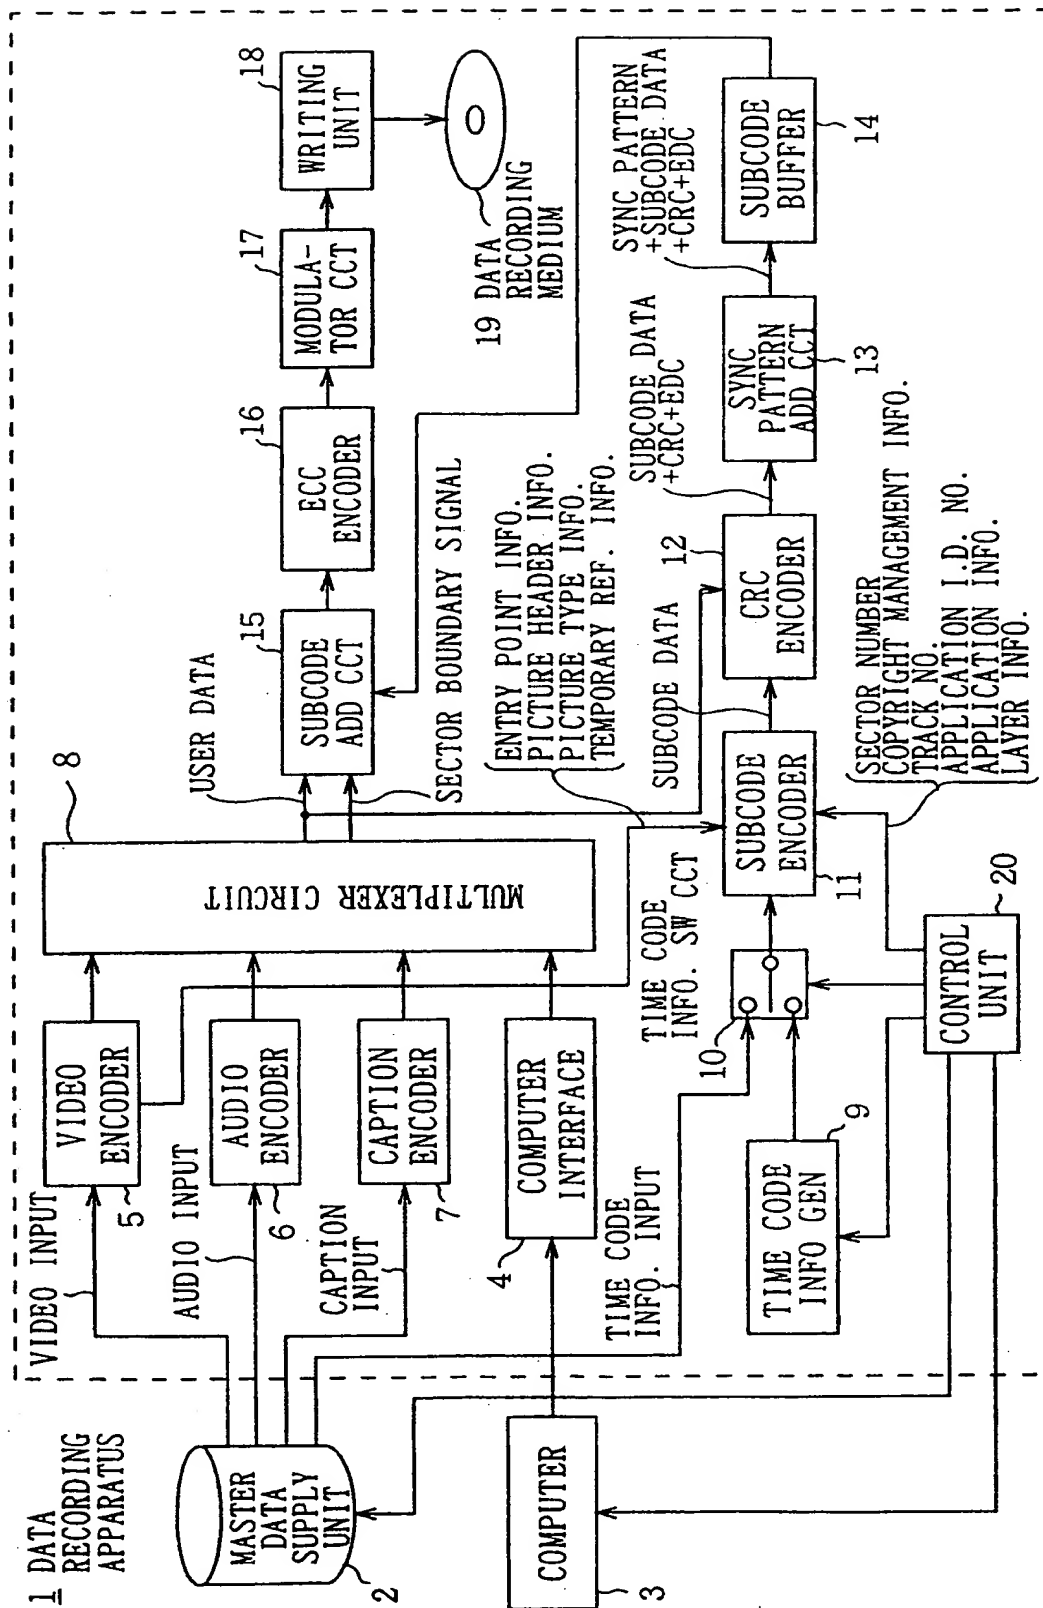 1 DATA
RECORDING
APPARATUS
MASTER
DATA
SUPPLY
UNIT
2
COMPUTER
3
VIDEO INPUT
VIDEO
ENCODER
5
AUDIO INPUT
AUDIO
ENCODER
6
CAPTION
INPUT
CAPTION
ENCODER
7
COMPUTER
INTERFACE
4
TIME CODE
INFO. INPUT
TIME CODE
INFO GEN
9
MULTIPLEXER CIRCUIT
8
TIME CODE
INFO. SW CCT
10
CONTROL
UNIT
20
USER DATA
SUBCODE
ADD CCT
15
SECTOR BOUNDARY SIGNAL
ENTRY POINT INFO.
PICTURE HEADER INFO.
PICTURE TYPE INFO.
TEMPORARY REF. INFO.
SUBCODE
ENCODER
11
SUBCODE DATA
SECTOR NUMBER
COPYRIGHT MANAGEMENT INFO.
TRACK NO.
APPLICATION I.D. NO.
APPLICATION INFO.
LAYER INFO.
CRC
ENCODER
12
SUBCODE DATA
+CRC+EDC
SYNC
PATTERN
ADD CCT
13
SYNC PATTERN
+SUBCODE DATA
+CRC+EDC
SUBCODE
BUFFER
14
ECC
ENCODER
16
MODULA-
TOR CCT
17
WRITING
UNIT
18
19 DATA
RECORDING
MEDIUM